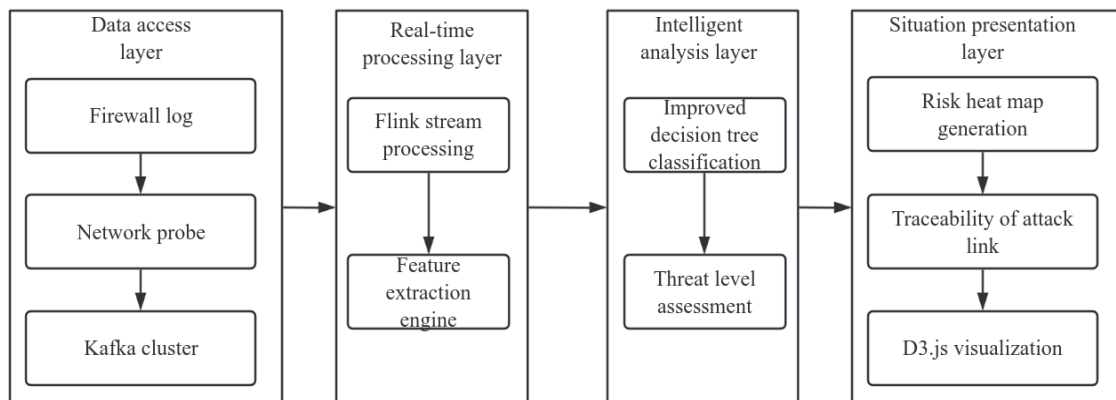 Data access
layer
Firewall log
Network probe
Kafka cluster
Real-time
processing layer
Flink stream
processing
Feature
extraction
engine
Intelligent
analysis layer
Improved
decision tree
classification
Threat level
assessment
Situation presentation
layer
Risk heat map
generation
Traceability of attack
link
D3.js visualization